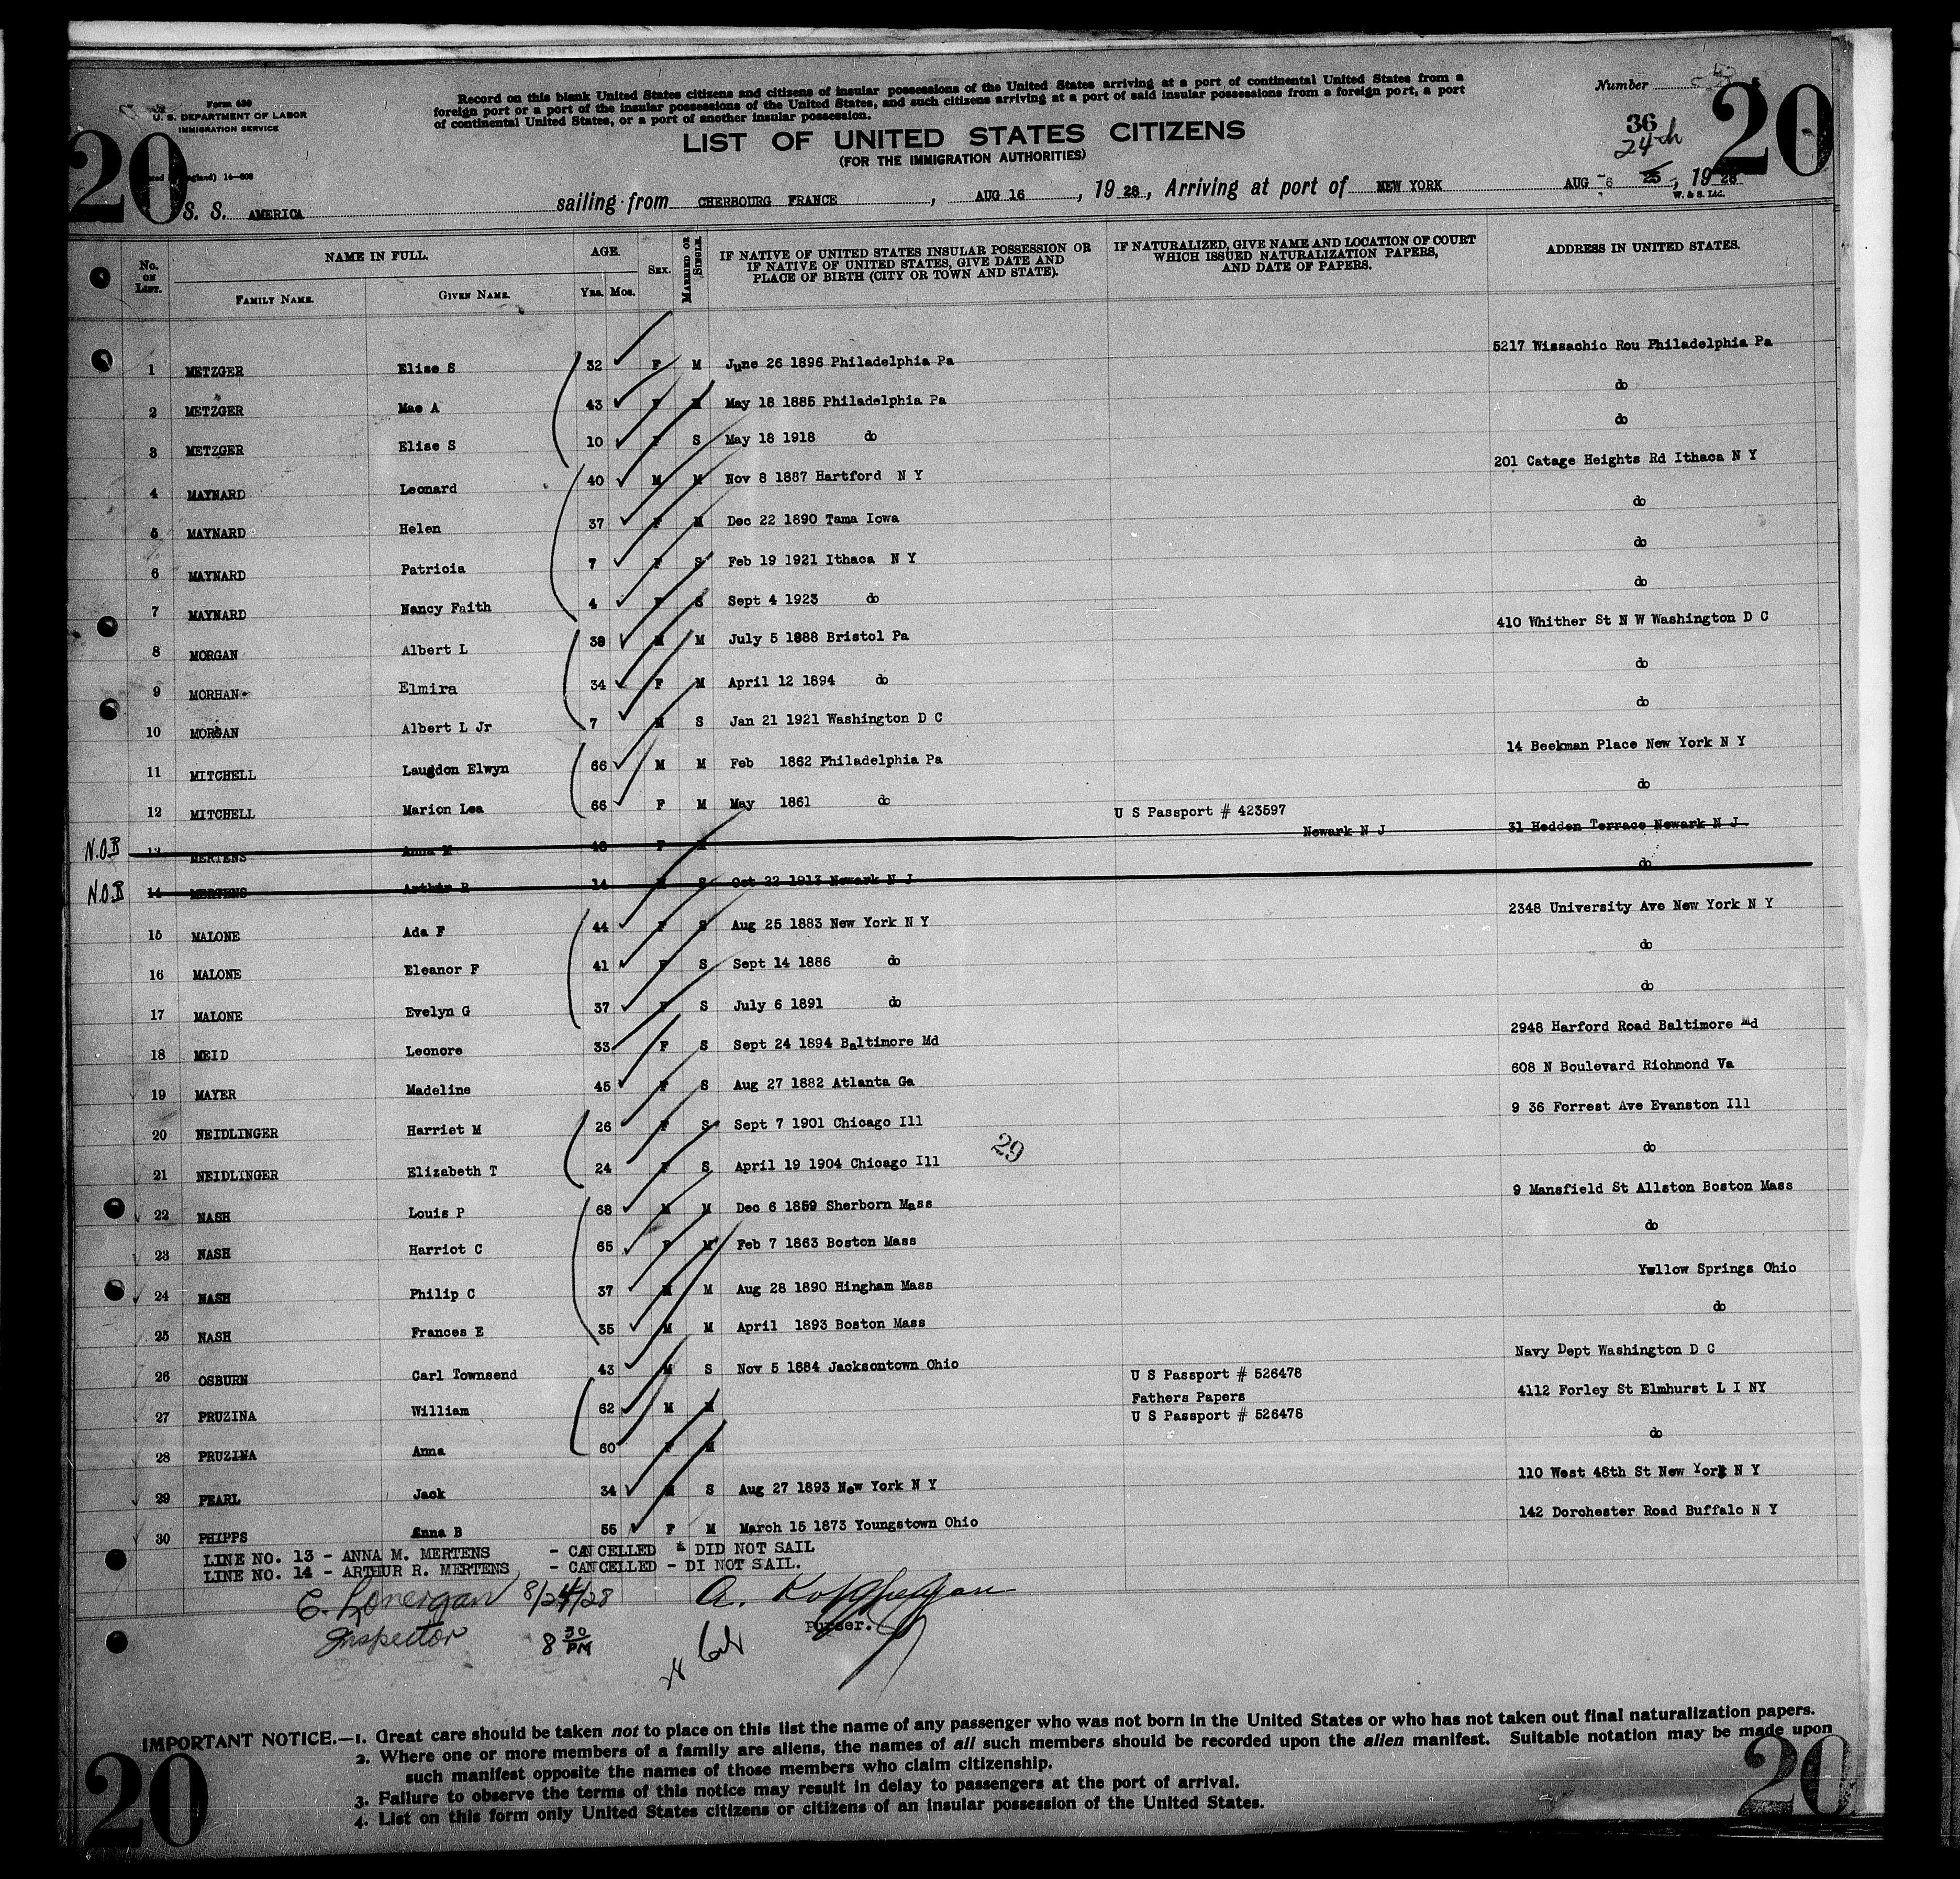 Form 630
U. S. DEPARTMENT OF LABOR
IMMIGRATION SERVICE
Record on this blank United States citizens and citizens of insular possessions of the United States arriving at a port of continental United States from a
foreign port or a port of the insular possessions of the United States, and such citizens arriving at a port of said insular possessions from a foreign port, a port
of continental United States, or a port of another insular possession.
Number
20
20
36
24th
LIST OF UNITED STATES CITIZENS
(FOR THE IMMIGRATION AUTHORITIES)
14—608
S. S. AMERICA sailing from CHERBOURG FRANCE, AUG 16, 1928, Arriving at port of NEW YORK AUG 25, 1928
W. & S. Ltd.
No. ON LIST. NAME IN FULL. FAMILY NAME. GIVEN NAME. AGE. Yrs. Mos. SEX. MARRIED OR SINGLE. IF NATIVE OF UNITED STATES INSULAR POSSESSION OR IF NATIVE OF UNITED STATES, GIVE DATE AND PLACE OF BIRTH (CITY OR TOWN AND STATE). IF NATURALIZED, GIVE NAME AND LOCATION OF COURT WHICH ISSUED NATURALIZATION PAPERS, AND DATE OF PAPERS. ADDRESS IN UNITED STATES.
1 METZGER Elise S 32 F M June 26 1896 Philadelphia Pa 5217 Wissachic Rou Philadelphia Pa
2 METZGER Mae A 43 F M May 18 1885 Philadelphia Pa do
3 METZGER Elise S 10 F S May 18 1918 do do
4 MAYNARD Leonard 40 M M Nov 8 1887 Hartford N Y 201 Catage Heights Rd Ithaca N Y
5 MAYNARD Helen 37 F M Dec 22 1890 Tama Iowa do
6 MAYNARD Patricia 7 F S Feb 19 1921 Ithaca N Y do
7 MAYNARD Nancy Faith 4 F S Sept 4 1923 do do
8 MORGAN Albert L 39 M M July 5 1888 Bristol Pa 410 Whither St N W Washington D C
9 MORHAN Elmira 34 F M April 12 1894 do do
10 MORGAN Albert L Jr 7 M S Jan 21 1921 Washington D C do
11 MITCHELL Laugdon Elwyn 66 M M Feb 1862 Philadelphia Pa 14 Beekman Place New York N Y
12 MITCHELL Marion Lea 66 F M May 1861 do do
N.O.B 13 MERTENS Anna M 48 F M U S Passport # 423597 Newark N J 31 Hedden Terrace Newark N J
N.O.B 14 MERTENS Arthur R 14 M S Oct 22 1913 Newark N J do
15 MALONE Ada F 44 F S Aug 25 1883 New York N Y 2348 University Ave New York N Y
16 MALONE Eleanor F 41 F S Sept 14 1886 do do
17 MALONE Evelyn G 37 F S July 6 1891 do do
18 MEID Leonore 33 F S Sept 24 1894 Baltimore Md 2948 Harford Road Baltimore Md
19 MAYER Madeline 45 F S Aug 27 1882 Atlanta Ga 608 N Boulevard Richmond Va
20 NEIDLINGER Harriet M 26 F S Sept 7 1901 Chicago Ill 9 36 Forrest Ave Evanston Ill
29
21 NEIDLINGER Elizabeth T 24 F S April 19 1904 Chicago Ill do
22 NASH Louis P 68 M M Dec 6 1859 Sherborn Mass 9 Mansfield St Allston Boston Mass
23 NASH Harriot C 65 F M Feb 7 1863 Boston Mass do
24 NASH Philip C 37 M M Aug 28 1890 Hingham Mass Yellow Springs Ohio
25 NASH Frances E 35 M M April 1893 Boston Mass do
26 OSBURN Carl Townsend 43 M S Nov 5 1884 Jacksontown Ohio Navy Dept Washington D C
U S Passport # 526478
27 PRUZINA William 62 M M Fathers Papers 4112 Forley St Elmhurst L I NY
U S Passport # 526478
28 PRUZINA Anna 60 F M do
29 PEARL Jack 34 M S Aug 27 1893 New York N Y 110 West 48th St New York N Y
30 PHIPPS Anna B 55 F M March 15 1873 Youngstown Ohio 142 Dorchester Road Buffalo N Y
LINE NO. 13 - ANNA M. MERTENS - CANCELLED & DID NOT SAIL
LINE NO. 14 - ARTHUR R. MERTENS - CANCELLED - DI NOT SAIL.
C. Lonergan 8/24/28
Inspector 8 30 PM
Purser.
IMPORTANT NOTICE.—1. Great care should be taken not to place on this list the name of any passenger who was not born in the United States or who has not taken out final naturalization papers.
2. Where one or more members of a family are aliens, the names of all such members should be recorded upon the alien manifest. Suitable notation may be made upon
such manifest opposite the names of those members who claim citizenship.
3. Failure to observe the terms of this notice may result in delay to passengers at the port of arrival.
4. List on this form only United States citizens or citizens of an insular possession of the United States.
20
20